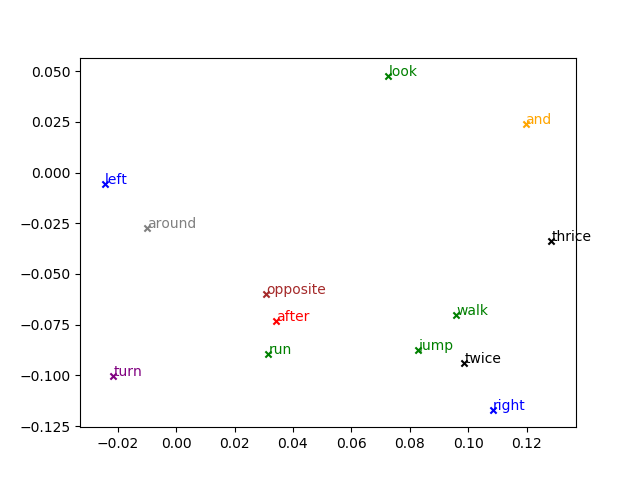 0.050
0.025
0.000
−0.025
−0.050
−0.075
−0.100
−0.125
look
and
left
around
thrice
opposite
after
walk
run
jump
twice
turn
right
−0.02
0.00
0.02
0.04
0.06
0.08
0.10
0.12